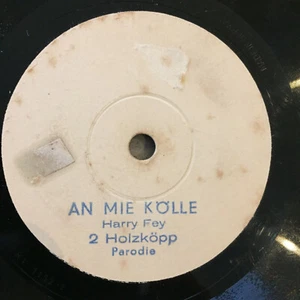 AN MIE KÖLLE
Harry Fey
2 Holzköpp
Parodie